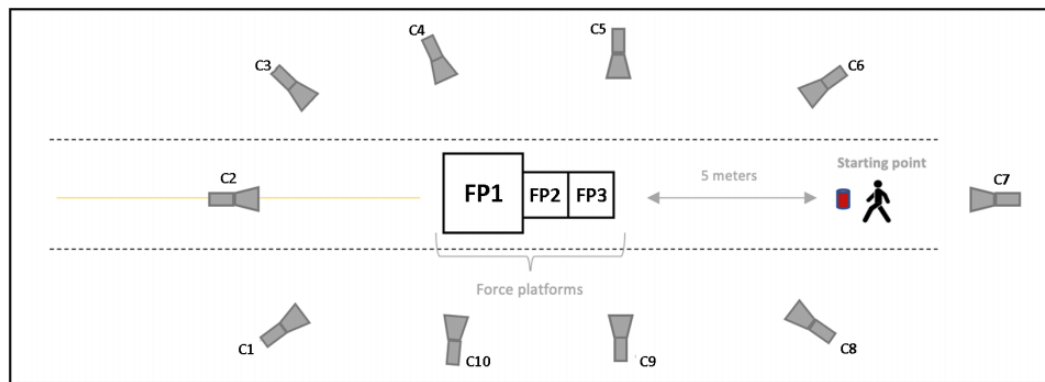 C4
C5
C3
C6
C2
FP1
FP2
FP3
5 meters
Starting point
C7
Force platforms
C1
C10
C9
C8